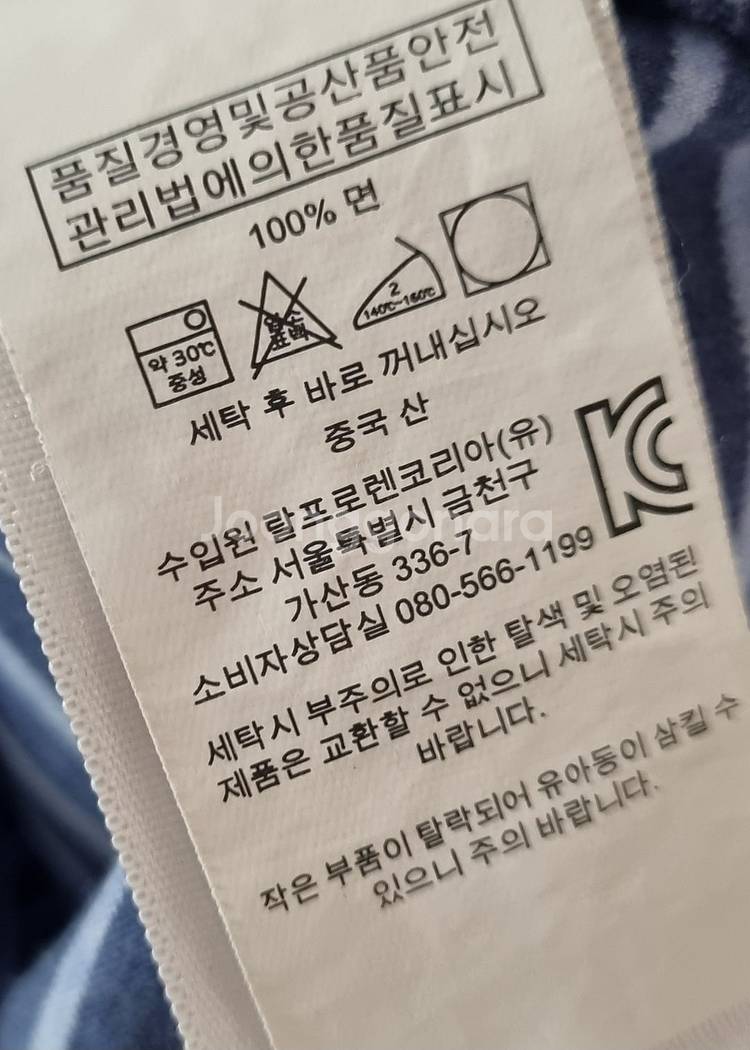 품질경영및공산품안전
관리법에의한품질표시
100% 면
약 30℃
중성
염소
표백
2
140℃~160℃
세탁 후 바로 꺼내십시오
중국 산
수입원 랄프로렌코리아(유)
주소 서울특별시 금천구
가산동 336-7
소비자상담실 080-566-1199
세탁시 부주의로 인한 탈색 및 오염된
제품은 교환할 수 없으니 세탁시 주의
바랍니다.
작은 부품이 탈락되어 유아동이 삼킬 수
있으니 주의 바랍니다.
Joonggonara